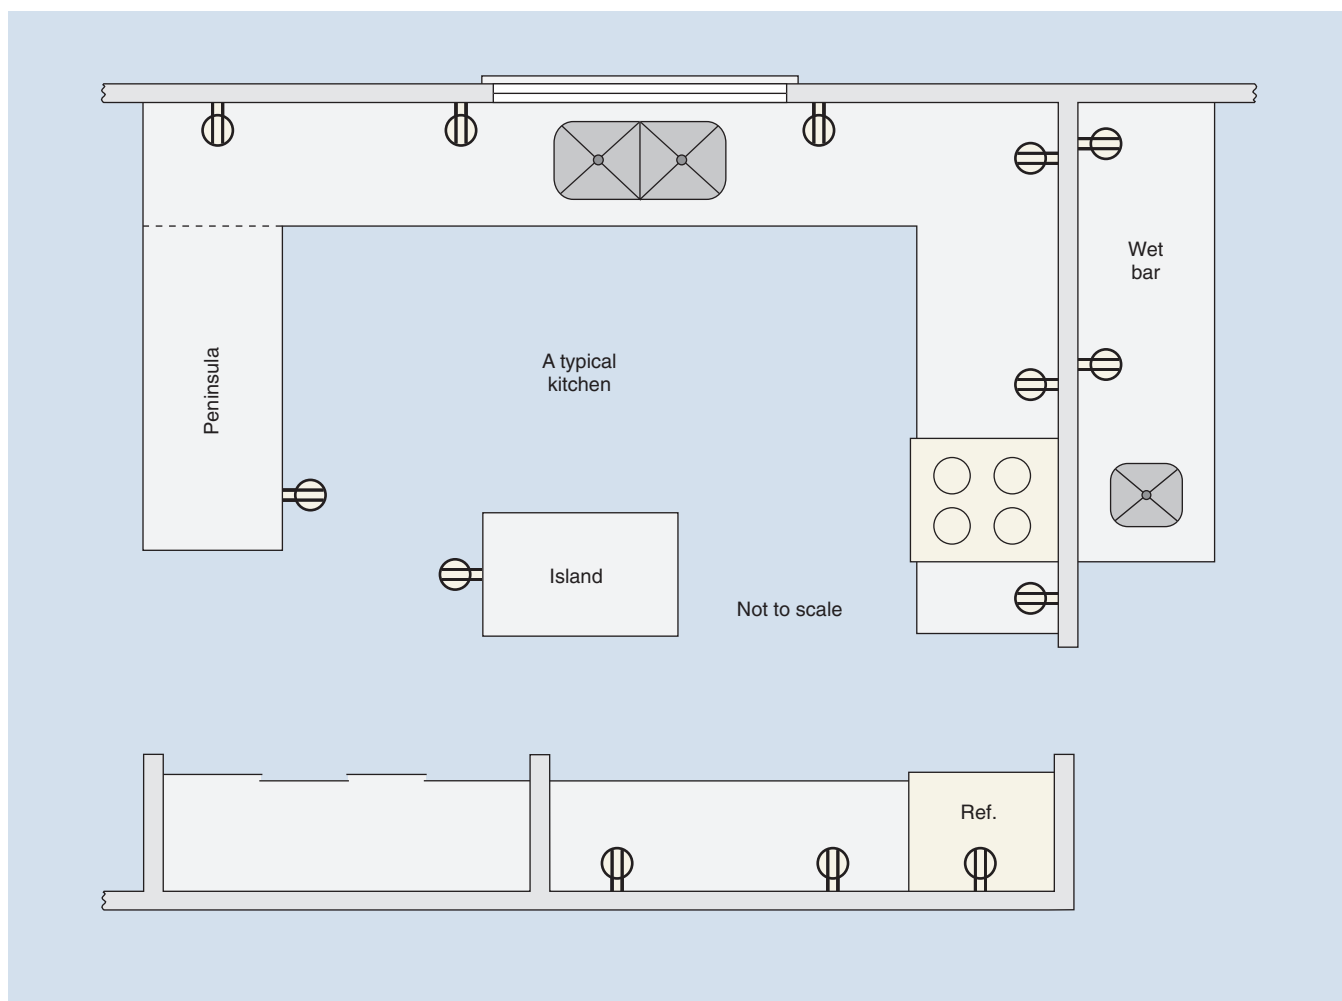 Wet
bar
A typical
kitchen
Peninsula
Island
Not to scale
Ref.